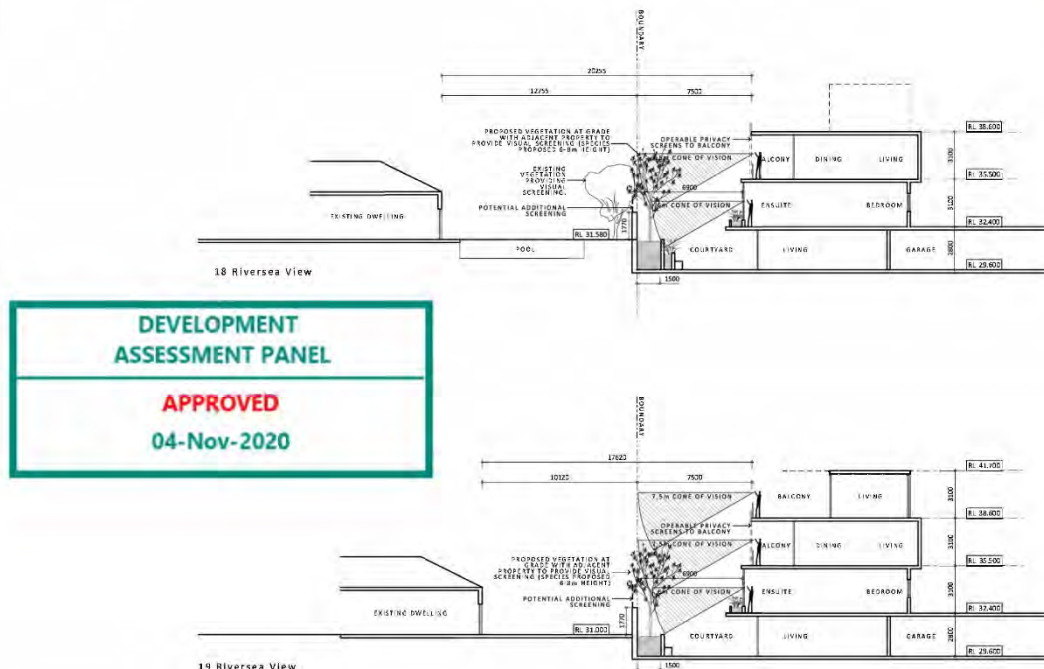 BOUNDARY
20255
12755
7500
PROPOSED VEGETATION AT GRADE
WITH ADJACENT PROPERTY TO
PROVIDE VISUAL SCREENING (SPECIES
PROPOSED 6-8m HEIGHT)
OPERABLE PRIVACY
SCREENS TO BALCONY
CONE OF VISION
EXISTING
VEGETATION
PROVIDING
VISUAL
SCREENING.
POTENTIAL ADDITIONAL
SCREENING
6900
CONE OF VISION
1770
ALCONY
DINING
LIVING
ENSUITE
BEDROOM
COURTYARD
LIVING
GARAGE
EXISTING DWELLING
RL 31.580
POOL
1500
RL 38.600
3100
RL 35.500
3100
RL 32.400
2800
RL 29.600
18 Riversea View
DEVELOPMENT
ASSESSMENT PANEL
APPROVED
04-Nov-2020
BOUNDARY
17620
10120
7500
7.5m CONE OF VISION
OPERABLE PRIVACY
SCREENS TO BALCONY
CONE OF VISION
PROPOSED VEGETATION AT
GRADE WITH ADJACENT
PROPERTY TO PROVIDE VISUAL
SCREENING (SPECIES PROPOSED
6-8m HEIGHT)
6900
CONE OF VISION
POTENTIAL ADDITIONAL
SCREENING
1770
BALCONY
LIVING
ALCONY
DINING
LIVING
ENSUITE
BEDROOM
COURTYARD
LIVING
GARAGE
EXISTING DWELLING
RL 31.000
1500
RL 41.700
3100
RL 38.600
3100
RL 35.500
3100
RL 32.400
2800
RL 29.600
19 Riversea View